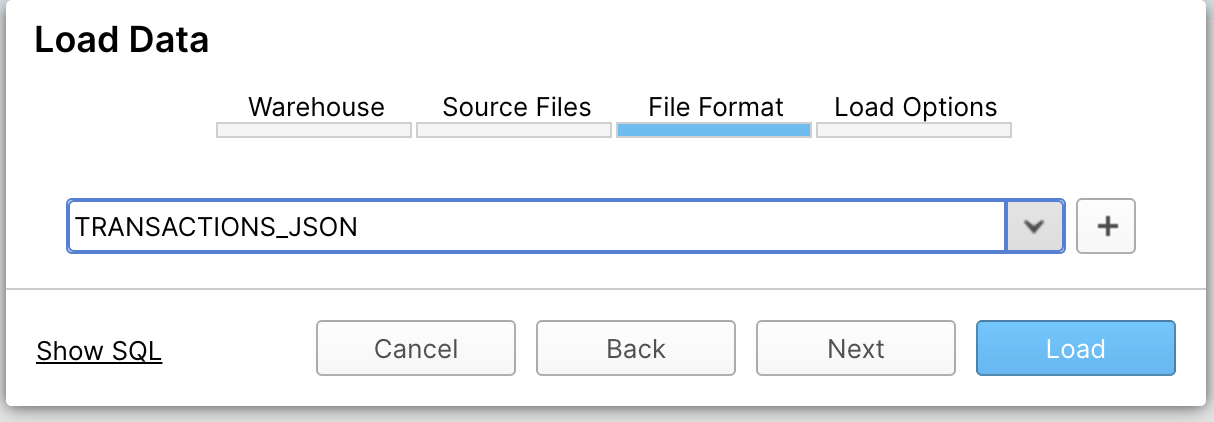 Load Data
Warehouse Source Files File Format Load Options
TRANSACTIONS_JSON
+
Show SQL Cancel Back Next Load